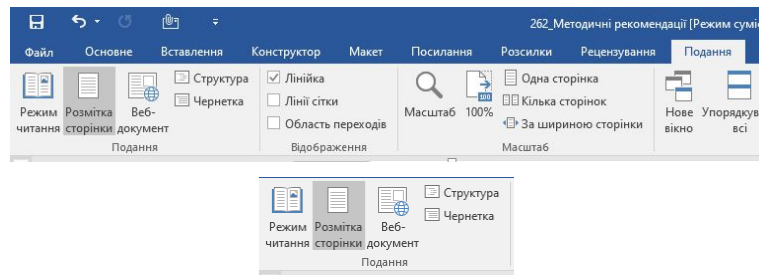 262_Методичні рекомендації [Режим сумі
Файл Основне Вставлення Конструктор Макет Посилання Розсилки Рецензування Подання
Режим читання
Розмітка сторінки
Веб-документ
Структура
Чернетка
Подання
Лінійка
Лінії сітки
Область переходів
Відображення
Масштаб
100
100%
Одна сторінка
Кілька сторінок
За шириною сторінки
Масштаб
Нове вікно
Упорядкув
всі
Режим читання
Розмітка сторінки
Веб-документ
Структура
Чернетка
Подання